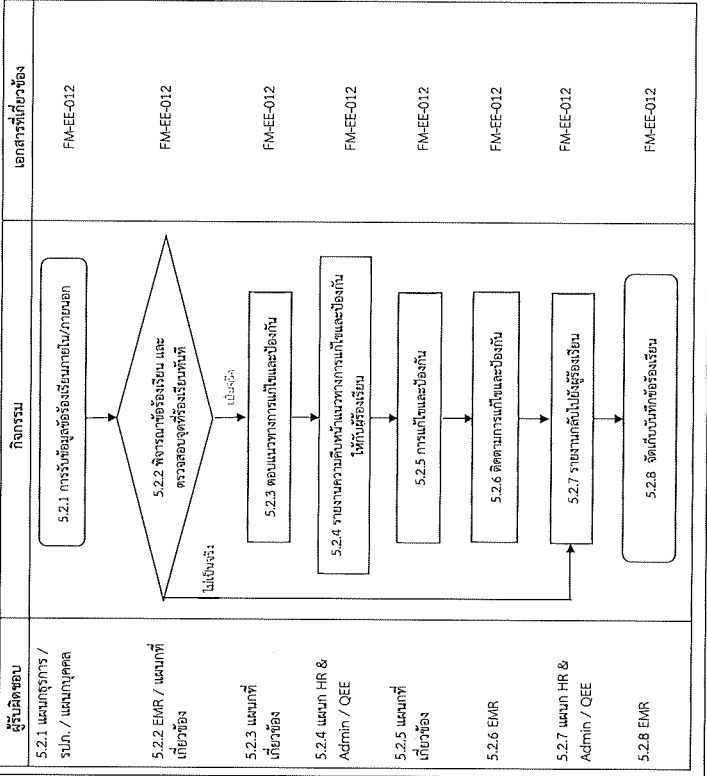 ผู้รับผิดชอบ
กิจกรรม
เอกสารที่เกี่ยวข้อง
5.2.1 แผนกธุรการ /
รปภ. / แผนกบุคคล
5.2.1 การรับข้อมูลข้อร้องเรียนภายใน/ภายนอก
FM-EE-012
5.2.2 EMR / แผนกที่
เกี่ยวข้อง
5.2.2 พิจารณาข้อร้องเรียน และ
ตรวจสอบจุดที่ร้องเรียนทันที
FM-EE-012
ไม่เป็นจริง
เป็นจริง
5.2.3 แผนกที่
เกี่ยวข้อง
5.2.3 ตอบแนวทางการแก้ไขและป้องกัน
FM-EE-012
5.2.4 แผนก HR &
Admin / QEE
5.2.4 รายงานความคืบหน้าแนวทางการแก้ไขและป้องกัน
ให้กับผู้ร้องเรียน
FM-EE-012
5.2.5 แผนกที่
เกี่ยวข้อง
5.2.5 การแก้ไขและป้องกัน
FM-EE-012
5.2.6 EMR
5.2.6 ติดตามการแก้ไขและป้องกัน
FM-EE-012
5.2.7 แผนก HR &
Admin / QEE
5.2.7 รายงานกลับไปยังผู้ร้องเรียน
FM-EE-012
5.2.8 EMR
5.2.8 จัดเก็บบันทึกข้อร้องเรียน
FM-EE-012